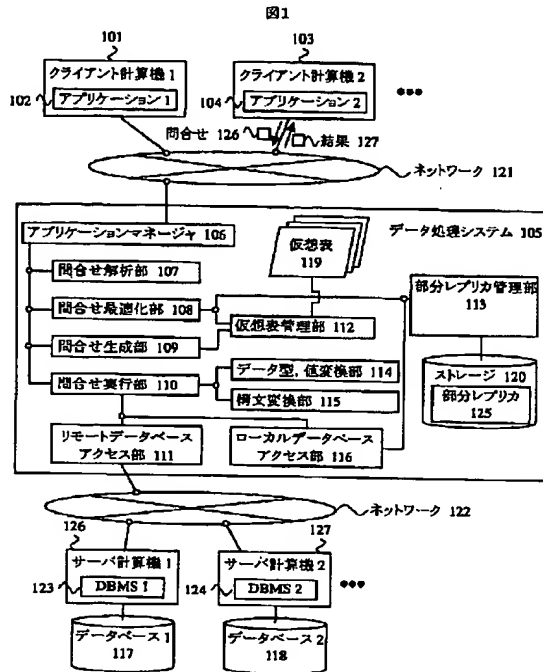 図1
101
103
クライアント計算機 1
クライアント計算機 2
102
アプリケーション 1
104
アプリケーション 2
•••
問合せ 126
結果 127
ネットワーク 121
アプリケーションマネージャ 106
仮想表 119
データ処理システム 105
問合せ解析部 107
部分レプリカ管理部 113
問合せ最適化部 108
仮想表管理部 112
問合せ生成部 109
データ型, 値変換部 114
ストレージ 120
問合せ実行部 110
構文変換部 115
部分レプリカ 125
リモートデータベース
アクセス部 111
ローカルデータベース
アクセス部 116
ネットワーク 122
126
127
サーバ計算機 1
サーバ計算機 2
123
DBMS 1
124
DBMS 2
•••
データベース 1
117
データベース 2
118